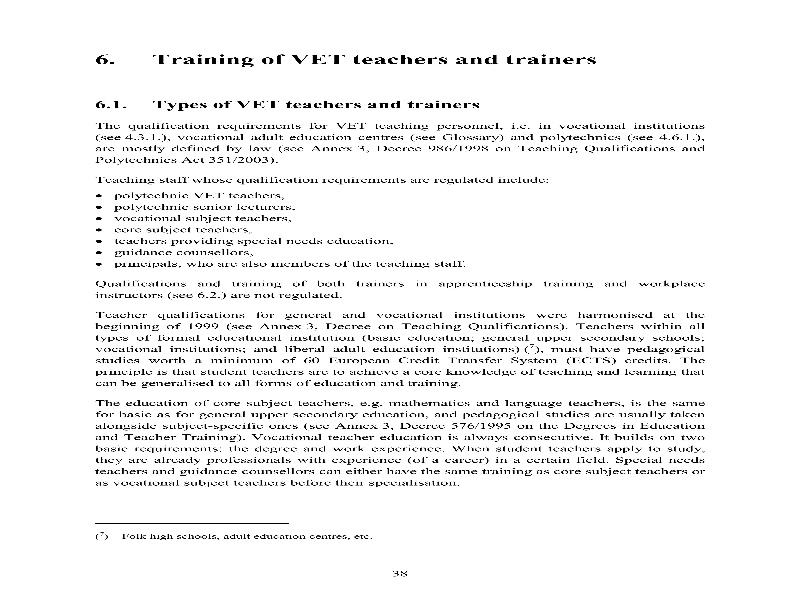 6. Training of VET teachers and trainers
6.1. Types of VET teachers and trainers
The qualification requirements for VET teaching personnel, i.e. in vocational institutions
(see 4.3.1.), vocational adult education centres (see Glossary) and polytechnics (see 4.6.1.),
are mostly defined by law (see Annex 3, Decree 986/1998 on Teaching Qualifications and
Polytechnics Act 351/2003).
Teaching staff whose qualification requirements are regulated include:
• polytechnic VET teachers,
• polytechnic senior lecturers,
• vocational subject teachers,
• core subject teachers,
• teachers providing special needs education,
• guidance counsellors,
• principals, who are also members of the teaching staff.
Qualifications and training of both trainers in apprenticeship training and workplace
instructors (see 6.2.) are not regulated.
Teacher qualifications for general and vocational institutions were harmonised at the
beginning of 1999 (see Annex 3, Decree on Teaching Qualifications). Teachers within all
types of formal educational institution (basic education; general upper secondary schools;
vocational institutions; and liberal adult education institutions) (7), must have pedagogical
studies worth a minimum of 60 European Credit Transfer System (ECTS) credits. The
principle is that student teachers are to achieve a core knowledge of teaching and learning that
can be generalised to all forms of education and training.
The education of core subject teachers, e.g. mathematics and language teachers, is the same
for basic as for general upper secondary education, and pedagogical studies are usually taken
alongside subject-specific ones (see Annex 3, Decree 576/1995 on the Degrees in Education
and Teacher Training). Vocational teacher education is always consecutive. It builds on two
basic requirements: the degree and work experience. When student teachers apply to study,
they are already professionals with experience (of a career) in a certain field. Special needs
teachers and guidance counsellors can either have the same training as core subject teachers or
as vocational subject teachers before then specialisation.
(7) Folk high schools, adult education centres, etc.
38